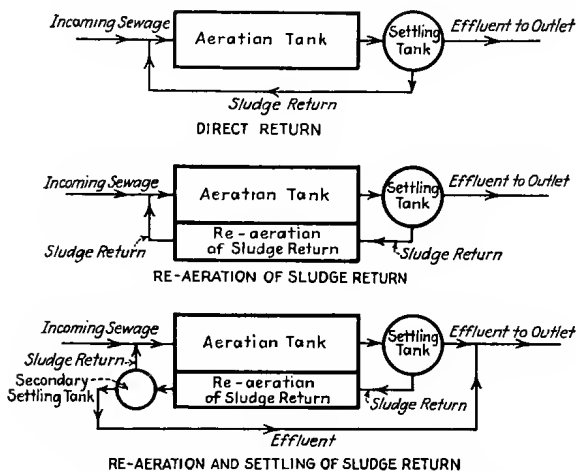 Incoming Sewage
Aeratian Tank
Settling
Tank
Effluent to Outlet
Sludge Return
DIRECT RETURN
Incoming Sewage
Aeration Tank
Settling
Tank
Effluent to Outlet
Sludge Return
Re-aeration
of Sludge Return
Sludge Return
RE-AERATION OF SLUDGE RETURN
Incoming Sewage
Aeratian Tank
Settling
Tank
Effluent to Outlet
Sludge Return
Secondary
Settling Tank
Re-aeration
of Sludge Return
Sludge Return
Effluent
RE-AERATION AND SETTLING OF SLUDGE RETURN